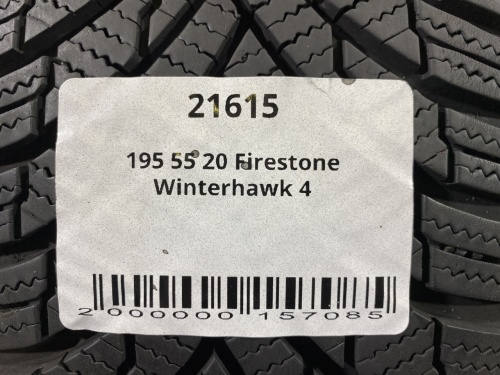 21615
195 55 20 Firestone
Winterhawk 4
2 000000 157085